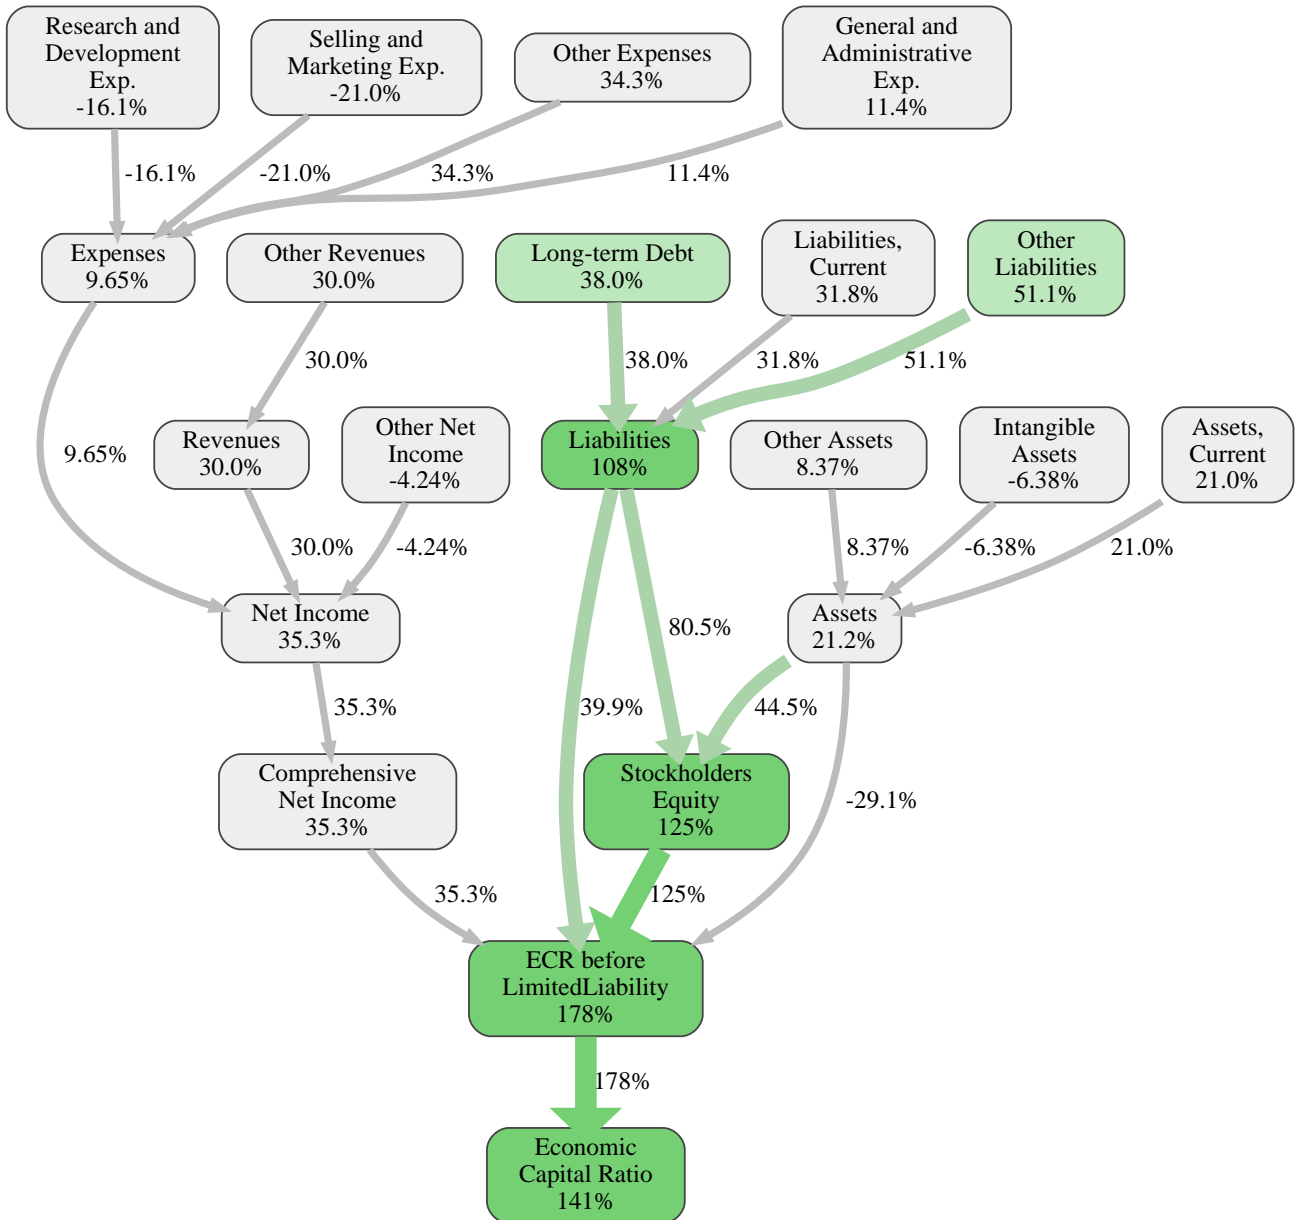 Research and
Development
Exp.
-16.1%
Selling and
Marketing Exp.
-21.0%
Other Expenses
34.3%
General and
Administrative
Exp.
11.4%
-16.1%
-21.0%
34.3%
11.4%
Expenses
9.65%
Other Revenues
30.0%
Long-term Debt
38.0%
Liabilities,
Current
31.8%
Other
Liabilities
51.1%
30.0%
38.0%
31.8%
51.1%
9.65%
Revenues
30.0%
Other Net
Income
-4.24%
Liabilities
108%
Other Assets
8.37%
Intangible
Assets
-6.38%
Assets,
Current
21.0%
30.0%
-4.24%
8.37%
-6.38%
21.0%
Net Income
35.3%
80.5%
Assets
21.2%
35.3%
39.9%
44.5%
Comprehensive
Net Income
35.3%
Stockholders
Equity
125%
-29.1%
35.3%
125%
ECR before
LimitedLiability
178%
178%
Economic
Capital Ratio
141%